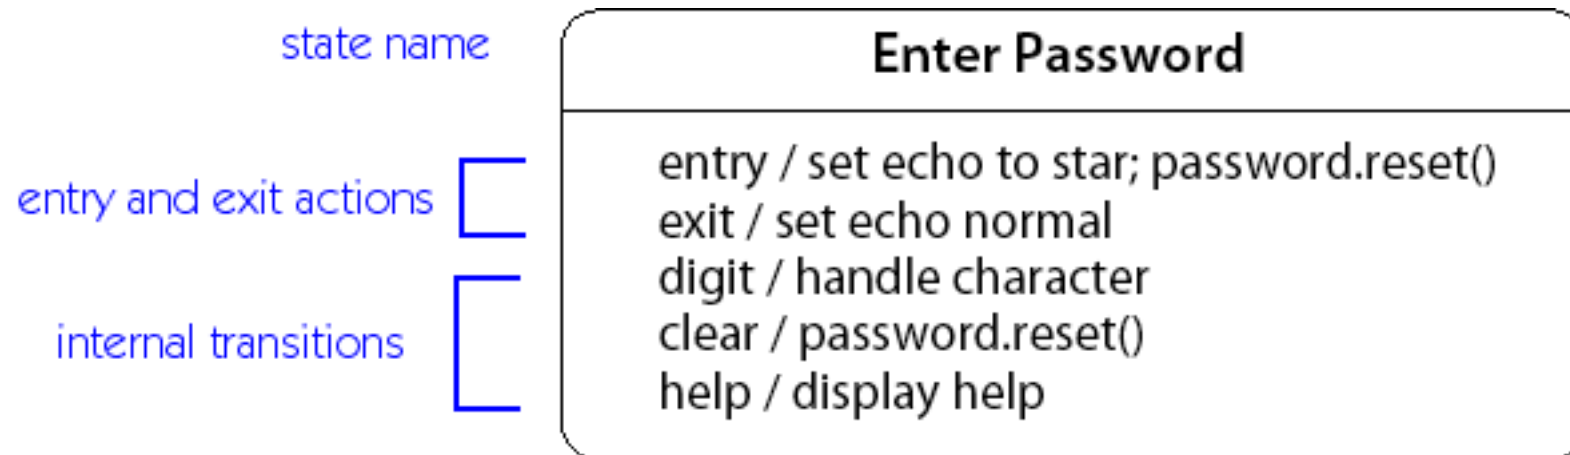 state name
Enter Password
entry and exit actions
entry / set echo to star; password.reset()
exit / set echo normal
internal transitions
digit / handle character
clear / password.reset()
help / display help